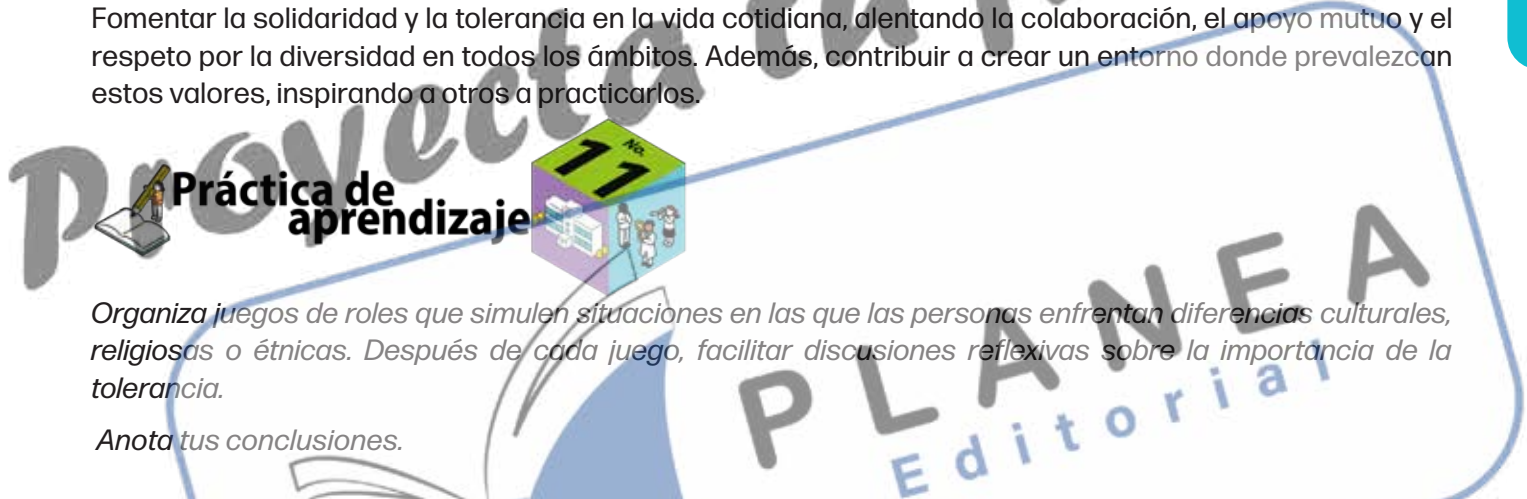 Fomentar la solidaridad y la tolerancia en la vida cotidiana, alentando la colaboración, el apoyo mutuo y el
respeto por la diversidad en todos los ámbitos. Además, contribuir a crear un entorno donde prevalezcan
estos valores, inspirando a otros a practicarlos.
Proyecta tu
Práctica de
aprendizaje
No.
11
Organiza juegos de roles que simulen situaciones en las que las personas enfrentan diferencias culturales,
religiosas o étnicas. Después de cada juego, facilitar discusiones reflexivas sobre la importancia de la
tolerancia.
Anota tus conclusiones.
PLANEA
Editorial